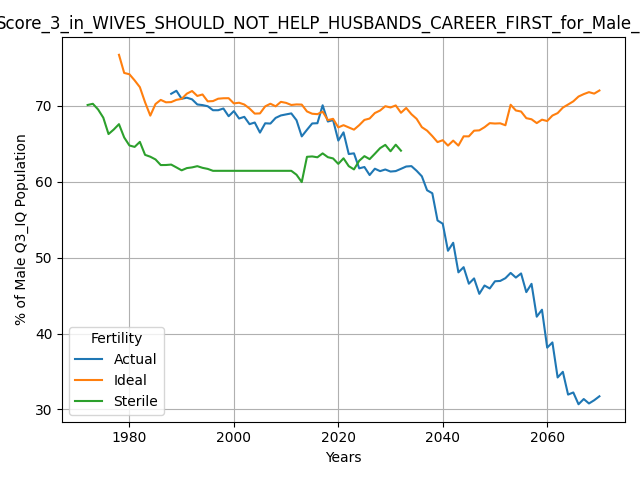 Score_3_in_WIVES_SHOULD_NOT_HELP_HUSBANDS_CAREER_FIRST_for_Male_
% of Male Q3_IQ Population
70
60
50
40
30
Fertility
Actual
Ideal
Sterile
1980 2000 2020 2040 2060
Years